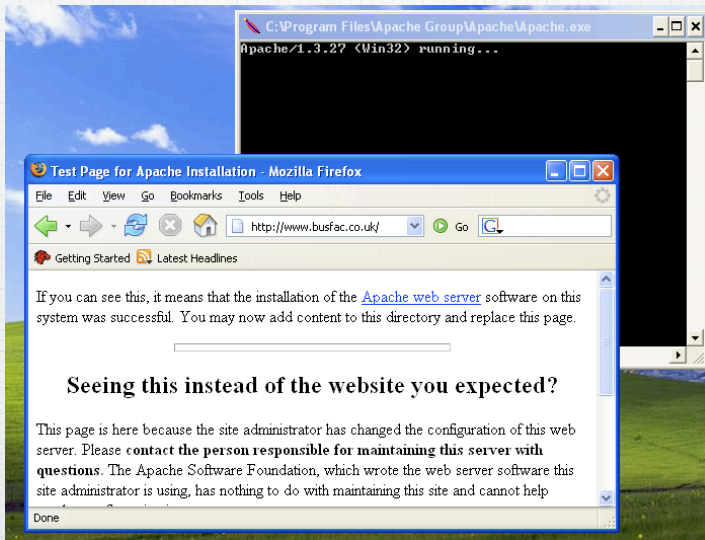 C:\Program Files\Apache Group\Apache\Apache.exe
Apache/1.3.27 (Win32) running...
Test Page for Apache Installation - Mozilla Firefox
File Edit View Go Bookmarks Tools Help
http://www.busfac.co.uk/ Go G
Getting Started Latest Headlines
If you can see this, it means that the installation of the Apache web server software on this
system was successful. You may now add content to this directory and replace this page.
Seeing this instead of the website you expected?
This page is here because the site administrator has changed the configuration of this web
server. Please contact the person responsible for maintaining this server with
questions. The Apache Software Foundation, which wrote the web server software this
site administrator is using, has nothing to do with maintaining this site and cannot help
Done